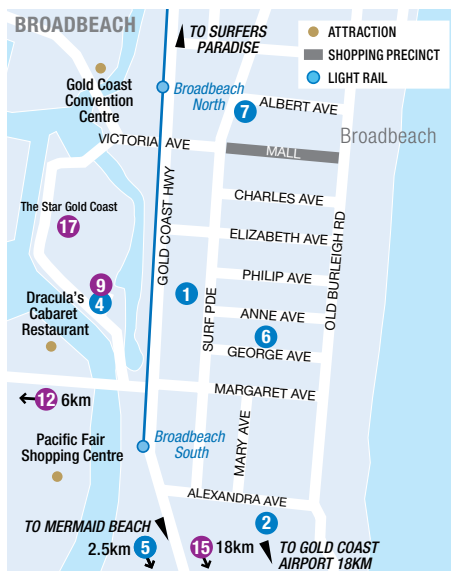 BROADBEACH
TO SURFERS
PARADISE
ATTRACTION
SHOPPING PRECINCT
LIGHT RAIL
Gold Coast
Convention
Centre
Broadbeach
North
ALBERT AVE
7
VICTORIA AVE
MALL
Broadbeach
CHARLES AVE
The Star Gold Coast
17
GOLD COAST HWY
ELIZABETH AVE
OLD BURLEIGH RD
PHILIP AVE
9
4
1
SURF PDE
Dracula's
Cabaret
Restaurant
ANNE AVE
6
GEORGE AVE
12 6km
MARGARET AVE
Pacific Fair
Shopping Centre
Broadbeach
South
MARY AVE
ALEXANDRA AVE
TO MERMAID BEACH
2
2.5km 5
15 18km
TO GOLD COAST
AIRPORT 18KM